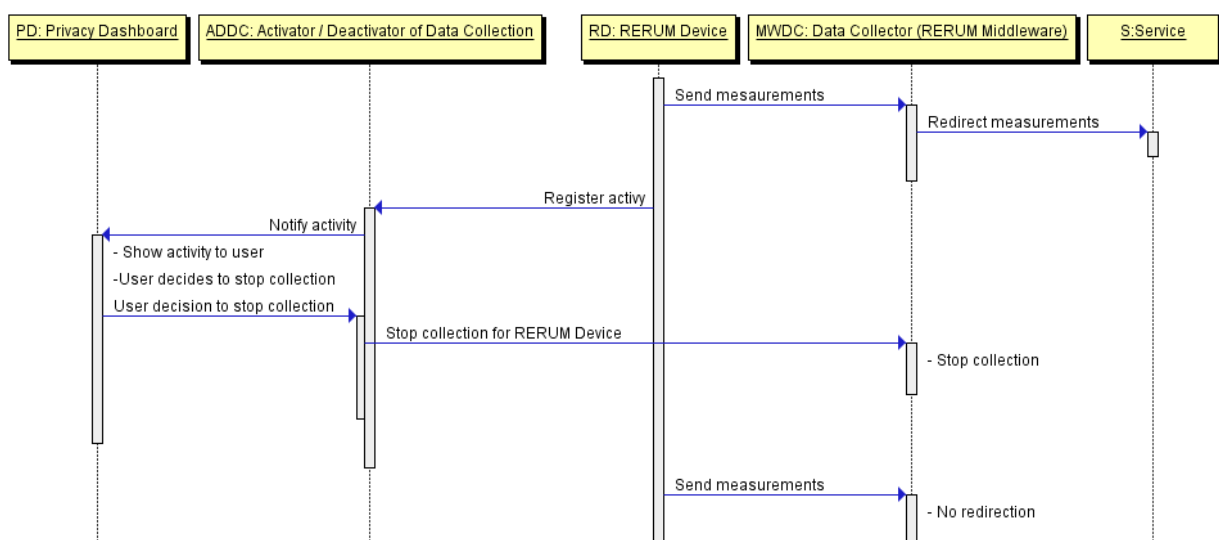 PD: Privacy Dashboard
ADDC: Activator / Deactivator of Data Collection
RD: RERUM Device
MWDC: Data Collector (RERUM Middleware)
S:Service
Send mesaurements
Redirect measurements
Register activy
Notify activity
- Show activity to user
-User decides to stop collection
User decision to stop collection
Stop collection for RERUM Device
- Stop collection
Send measurements
- No redirection